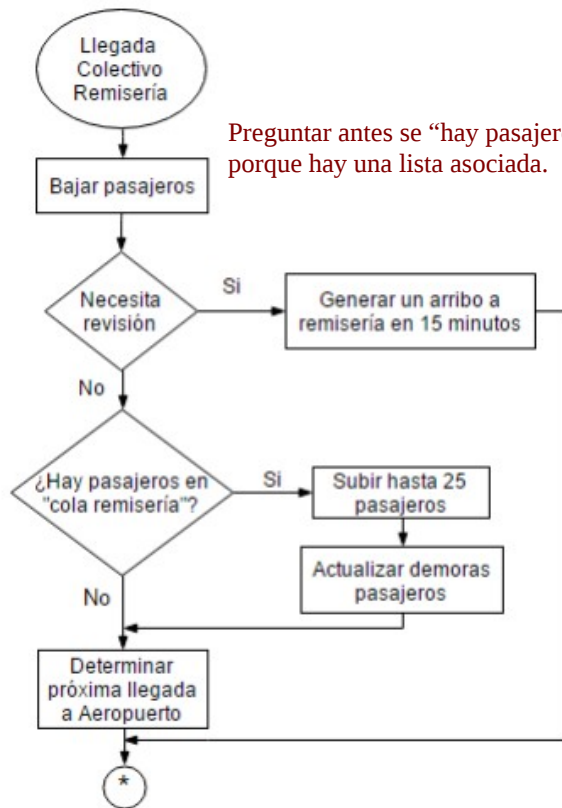 Llegada
Colectivo
Remisería
Preguntar antes se “hay pasajer
porque hay una lista asociada.
Bajar pasajeros
Necesita
revisión
Si
Generar un arribo a
remisería en 15 minutos
No
¿Hay pasajeros en
"cola remisería"?
Si
Subir hasta 25
pasajeros
Actualizar demoras
pasajeros
No
Determinar
próxima llegada
a Aeropuerto
*